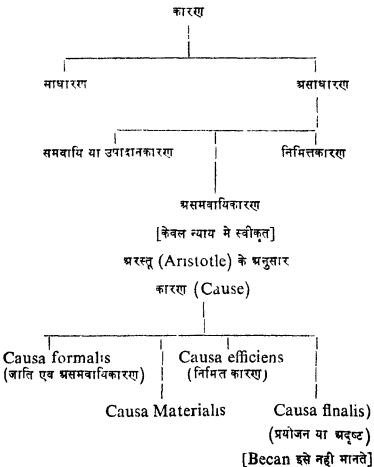 कारण
साधारण असाधारण
समवायि या उपादानकारण निमित्तकारण
असमवायिकारण
[केवल न्याय मे स्वीकृत]
अरस्तू (Aristotle) के अनुसार
कारण (Cause)
Causa formalis Causa efficiens
(जाति एव असमवायिकारण) (निमित कारण)
Causa Materialis Causa finalis)
(प्रयोजन या अदृष्ट)
[Becan इसे नही मानते]